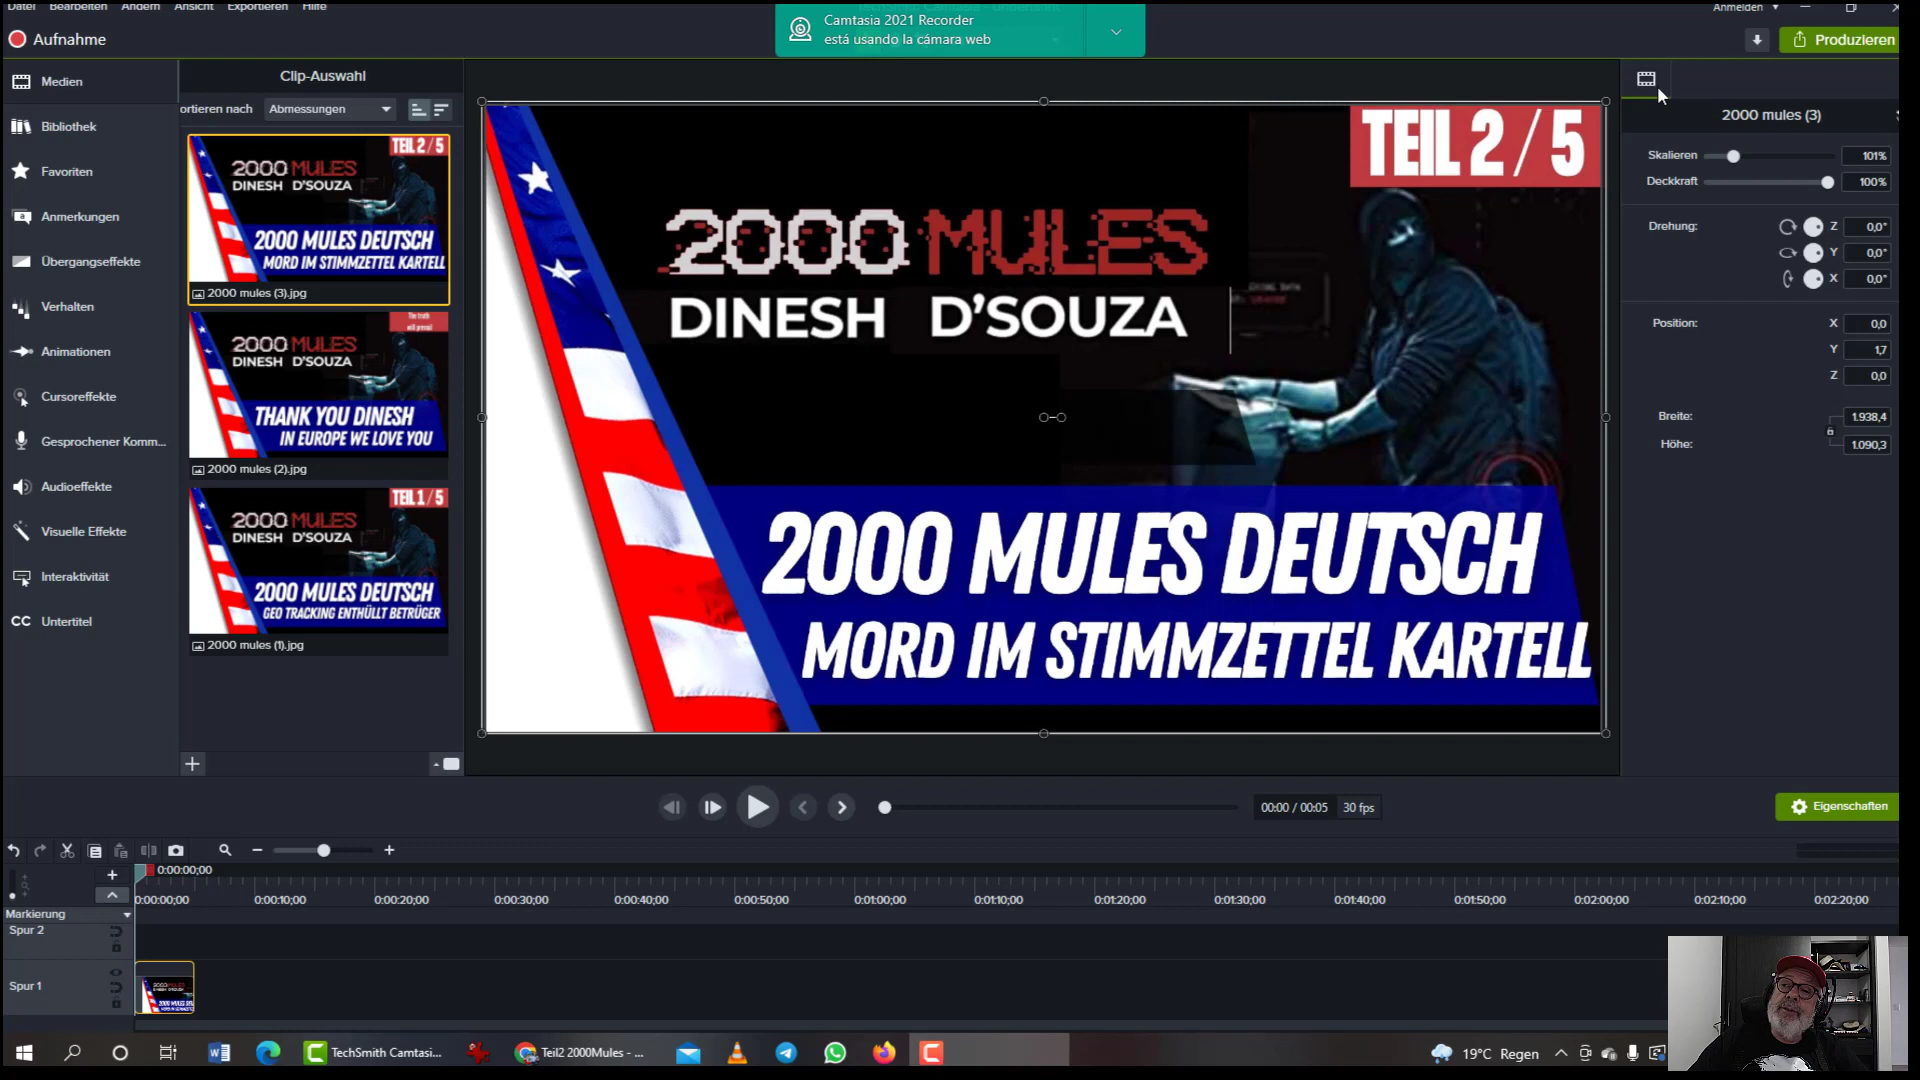 Datei Bearbeiten Ändern Ansicht Exportieren Hilfe
Camtasia 2021 Recorder
está usando la cámara web
Anmelden
Aufnahme
Produzieren
Medien
Bibliothek
Favoriten
Anmerkungen
Übergangseffekte
Verhalten
Animationen
Cursoreffekte
Gesprochener Komm...
Audioeffekte
Visuelle Effekte
Interaktivität
CC Untertitel
Clip-Auswahl
ortieren nach Abmessungen
TEIL 2 / 5
2000 MULES
DINESH D'SOUZA
2000 MULES DEUTSCH
MORD IM STIMMZETTEL KARTELL
2000 mules (3).jpg
The truth
will prevail
2000 MULES
DINESH D'SOUZA
THANK YOU DINESH
IN EUROPE WE LOVE YOU
2000 mules (2).jpg
TEIL 1 / 5
2000 MULES
DINESH D'SOUZA
2000 MULES DEUTSCH
GEO TRACKING ENTHÜLLT BETRÜGER
2000 mules (1).jpg
TEIL 2 / 5
2000 MULES
DINESH D'SOUZA
2000 MULES DEUTSCH
MORD IM STIMMZETTEL KARTELL
2000 mules (3)
Skalieren 101%
Deckkraft 100%
Drehung: Z 0,0°
Y 0,0°
X 0,0°
Position: X 0,0
Y 1,7
Z 0,0
Breite: 1.938,4
Höhe: 1.090,3
00:00 / 00:05 30 fps
Eigenschaften
0:00:00;00
0:00:00;00 0:00:10;00 0:00:20;00 0:00:30;00 0:00:40;00 0:00:50;00 0:01:00;00 0:01:10;00 0:01:20;00 0:01:30;00 0:01:40;00 0:01:50;00 0:02:00;00 0:02:10;00 0:02:20;00
Markierung
Spur 2
Spur 1
TechSmith Camtasi...
Teil2 2000Mules - ...
19°C Regen